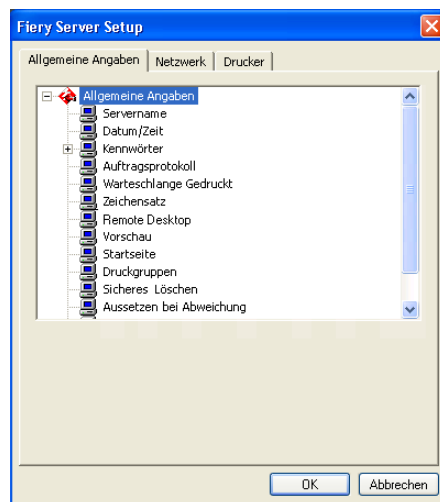 Fiery Server Setup
Allgemeine Angaben
Netzwerk
Drucker
Allgemeine Angaben
Servername
Datum/Zeit
Kennwörter
Auftragsprotokoll
Warteschlange Gedruckt
Zeichensatz
Remote Desktop
Vorschau
Startseite
Druckgruppen
Sicheres Löschen
Aussetzen bei Abweichung
OK
Abbrechen